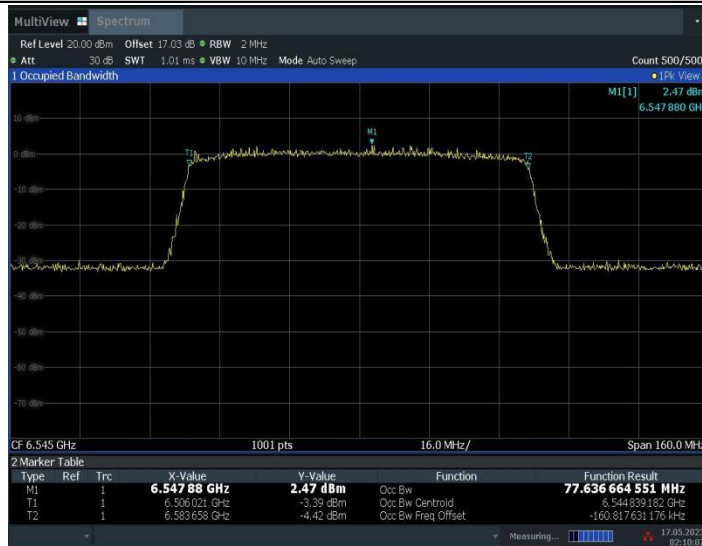 MultiView Spectrum
Ref Level 20.00 dBm Offset 17.03 dB RBW 2 MHz
Att 30 dB SWT 1.01 ms VBW 10 MHz Mode Auto Sweep Count 500/500
1 Occupied Bandwidth 1Pk View
M1[1] 2.47 dBm
6.547 880 GH
10 dBm
M1
0 dBm
T1 T2
-10 dBm
-20 dBm
-30 dBm
-40 dBm
-50 dBm
-60 dBm
-70 dBm
CF 6.545 GHz 1001 pts 16.0 MHz/ Span 160.0 MHz
2 Marker Table
Type Ref Trc X-Value Y-Value Function Function Result
M1 1 6.547 88 GHz 2.47 dBm Occ Bw 77.636 664 551 MHz
T1 1 6.506 021 GHz -3.39 dBm Occ Bw Centroid 6.544 839 182 GHz
T2 1 6.583 658 GHz -4.42 dBm Occ Bw Freq Offset -160.817 631 176 kHz
Measuring... 17.05.2023
02:10:07